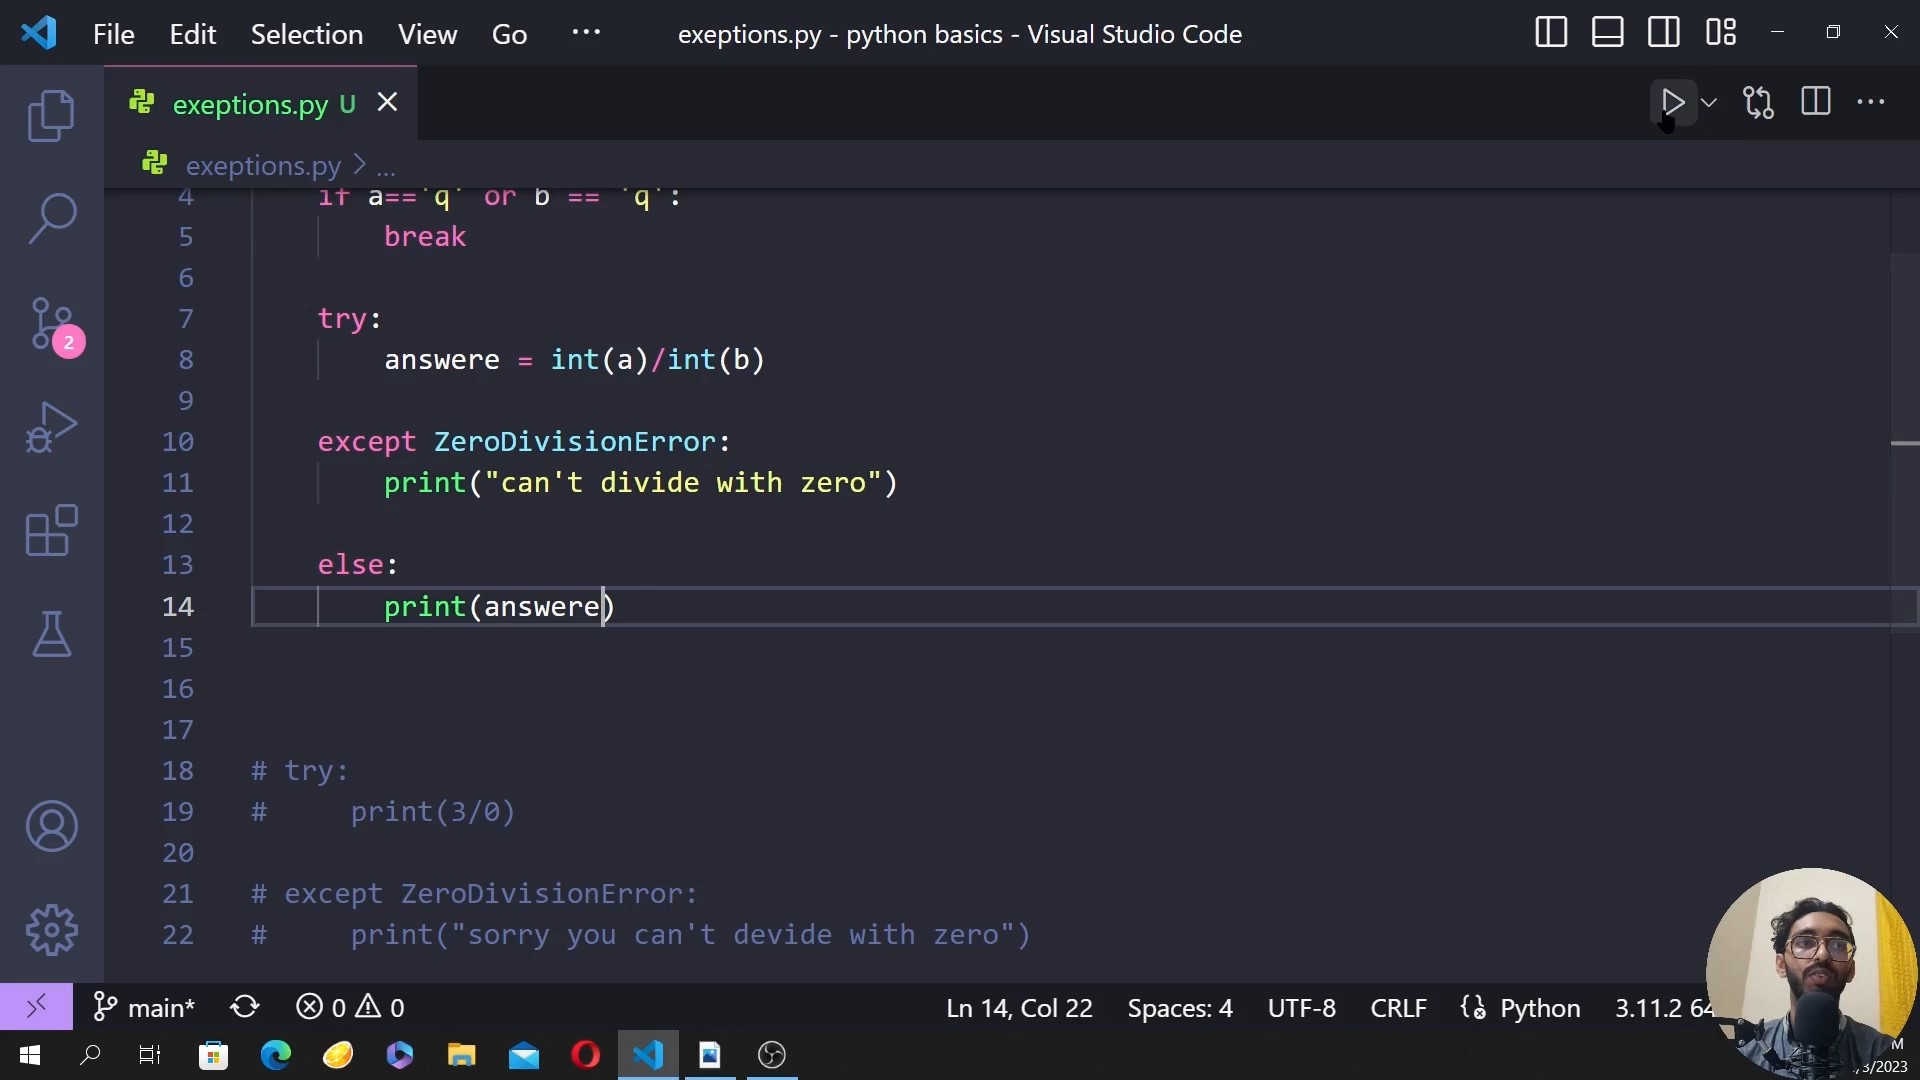 File Edit Selection View Go ... exeptions.py - python basics - Visual Studio Code
exeptions.py U
exeptions.py > ...
4 if a=='q' or b == 'q':
5 break
6
7 try:
8 answere = int(a)/int(b)
9
10 except ZeroDivisionError:
11 print("can't divide with zero")
12
13 else:
14 print(answere)
15
16
17
18 # try:
19 # print(3/0)
20
21 # except ZeroDivisionError:
22 # print("sorry you can't devide with zero")
2
main* 0 0 Ln 14, Col 22 Spaces: 4 UTF-8 CRLF Python 3.11.2
M
/3/2023